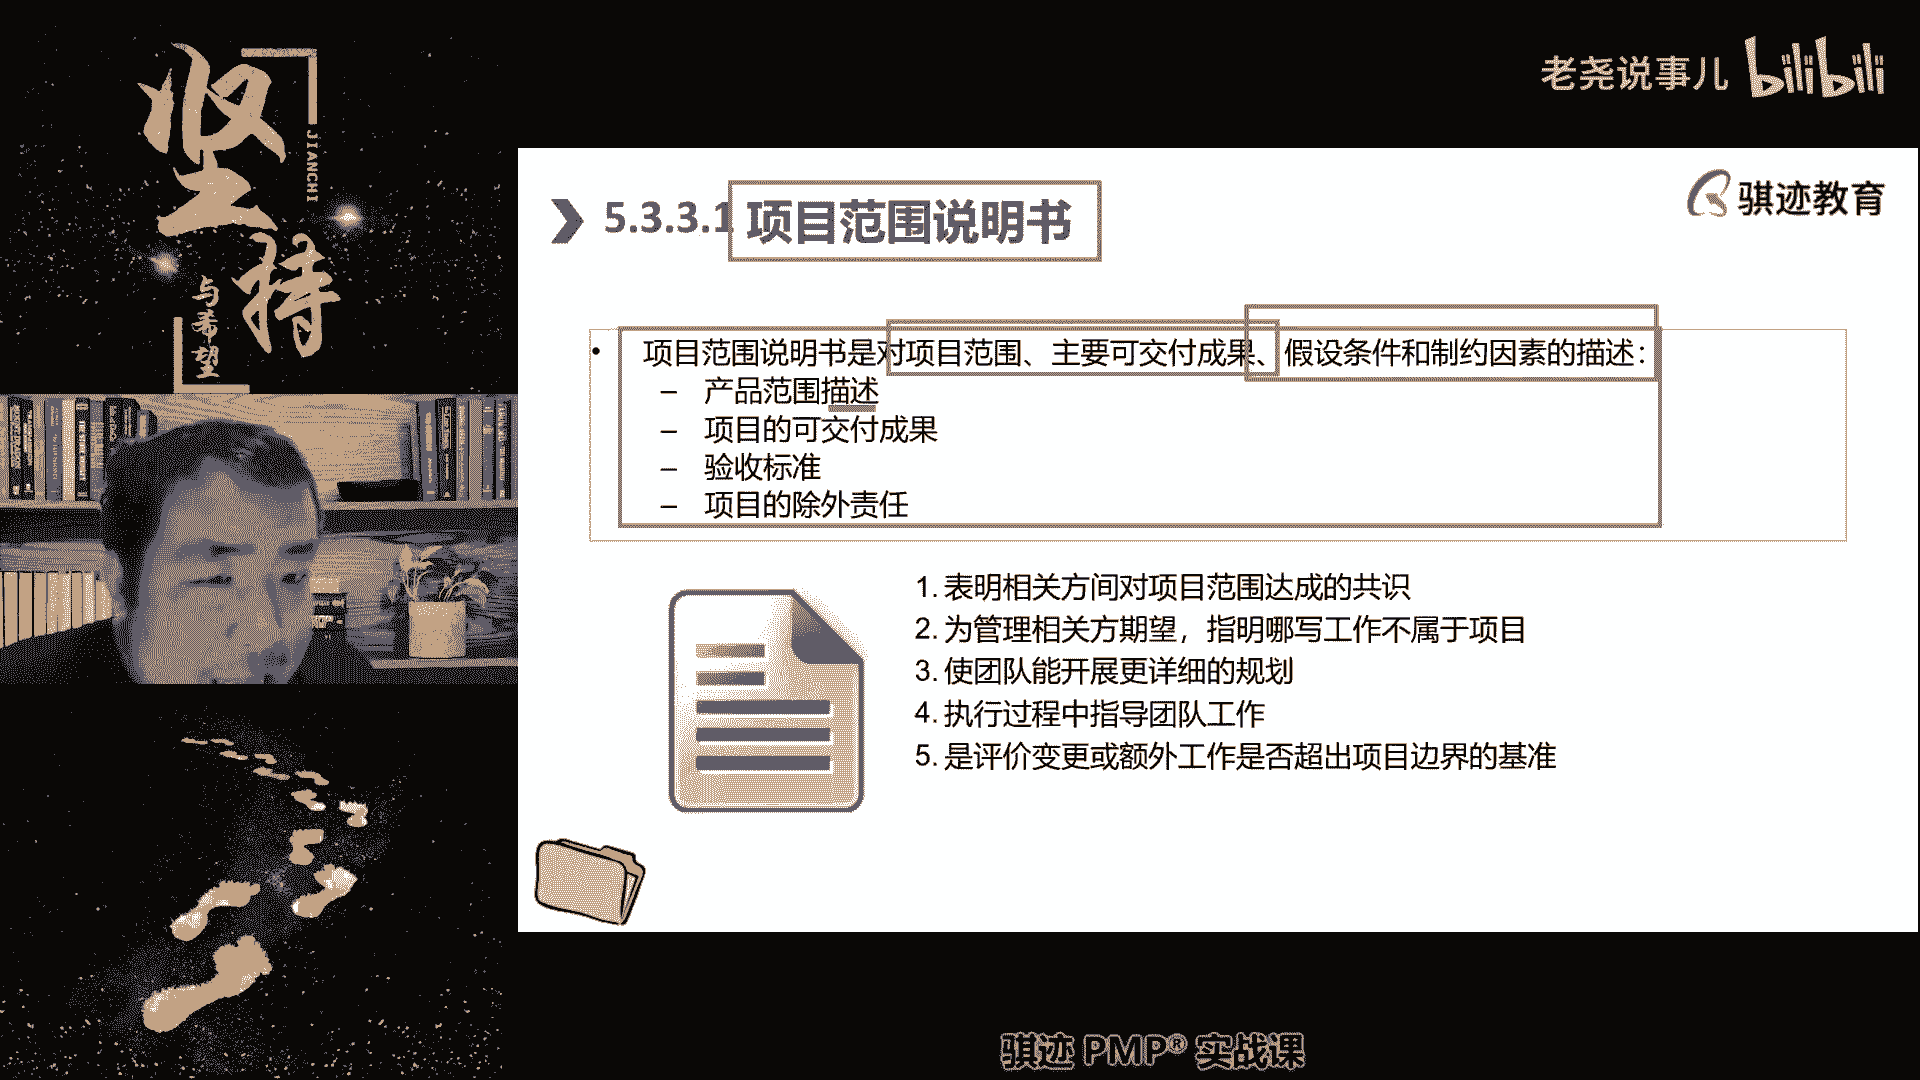 坚持
JIANCHI
与希望
老尧说事儿 bilibili
骐迹教育
5.3.3.1 项目范围说明书
• 项目范围说明书是对项目范围、主要可交付成果、假设条件和制约因素的描述：
– 产品范围描述
– 项目的可交付成果
– 验收标准
– 项目的除外责任
1. 表明相关方间对项目范围达成的共识
2. 为管理相关方期望，指明哪写工作不属于项目
3. 使团队能开展更详细的规划
4. 执行过程中指导团队工作
5. 是评价变更或额外工作是否超出项目边界的基准
骐迹 PMP® 实战课